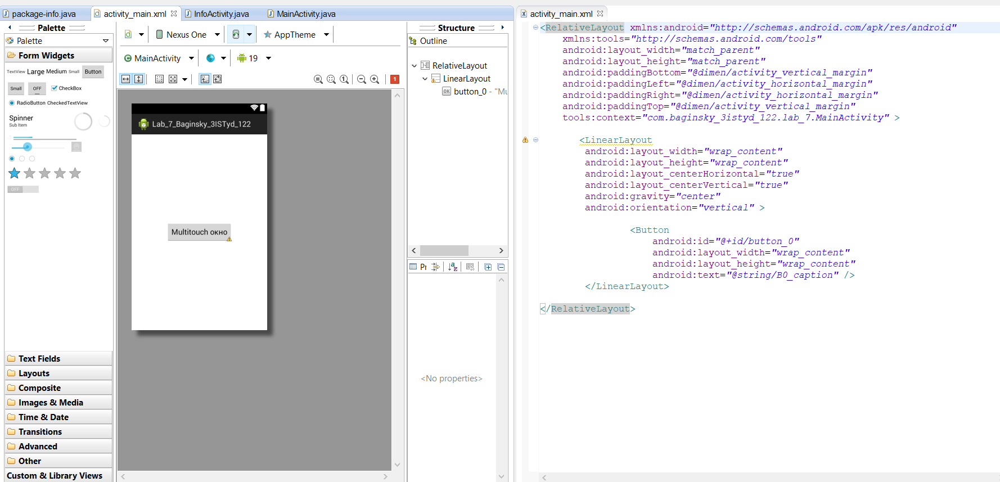 package-info.java
activity_main.xml
InfoActivity.java
MainActivity.java
Palette
Palette
Form Widgets
TextView Large Medium Small Button
Small OFF CheckBox
RadioButton CheckedTextView
Spinner
Sub Item
OFF
Text Fields
Layouts
Composite
Images & Media
Time & Date
Transitions
Advanced
Other
Custom & Library Views
Nexus One
AppTheme
MainActivity
19
1
1
Lab_7_Baginsky_3ISTyd_122
Multitouch окно
Structure
Outline
RelativeLayout
LinearLayout
OK button_0 - "Mu
Pr
<No properties>
activity_main.xml
<RelativeLayout xmlns:android="http://schemas.android.com/apk/res/android"
xmlns:tools="http://schemas.android.com/tools"
android:layout_width="match_parent"
android:layout_height="match_parent"
android:paddingBottom="@dimen/activity_vertical_margin"
android:paddingLeft="@dimen/activity_horizontal_margin"
android:paddingRight="@dimen/activity_horizontal_margin"
android:paddingTop="@dimen/activity_vertical_margin"
tools:context="com.baginsky_3istyd_122.lab_7.MainActivity" >
<LinearLayout
android:layout_width="wrap_content"
android:layout_height="wrap_content"
android:layout_centerHorizontal="true"
android:layout_centerVertical="true"
android:gravity="center"
android:orientation="vertical" >
<Button
android:id="@+id/button_0"
android:layout_width="wrap_content"
android:layout_height="wrap_content"
android:text="@string/B0_caption" />
</LinearLayout>
</RelativeLayout>